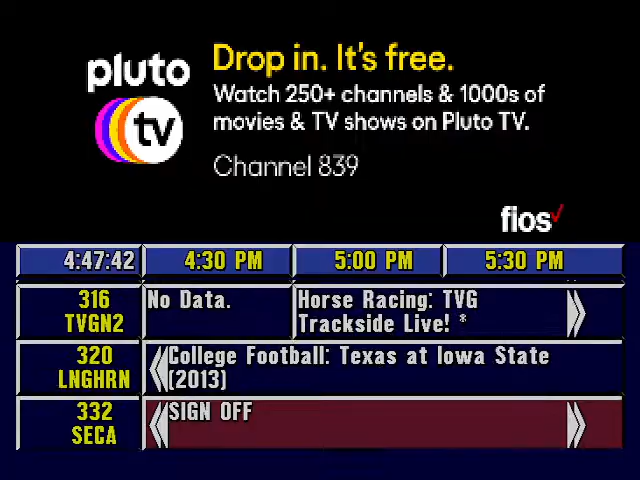 pluto
tv
Drop in. It's free.
Watch 250+ channels & 1000s of
movies & TV shows on Pluto TV.
Channel 839
fios✓
4:47:42 4:30 PM 5:00 PM 5:30 PM
316
TVGN2
No Data.
Horse Racing: TVG
Trackside Live! *
320
LNGHRN
College Football: Texas at Iowa State
(2013)
332
SECA
SIGN OFF